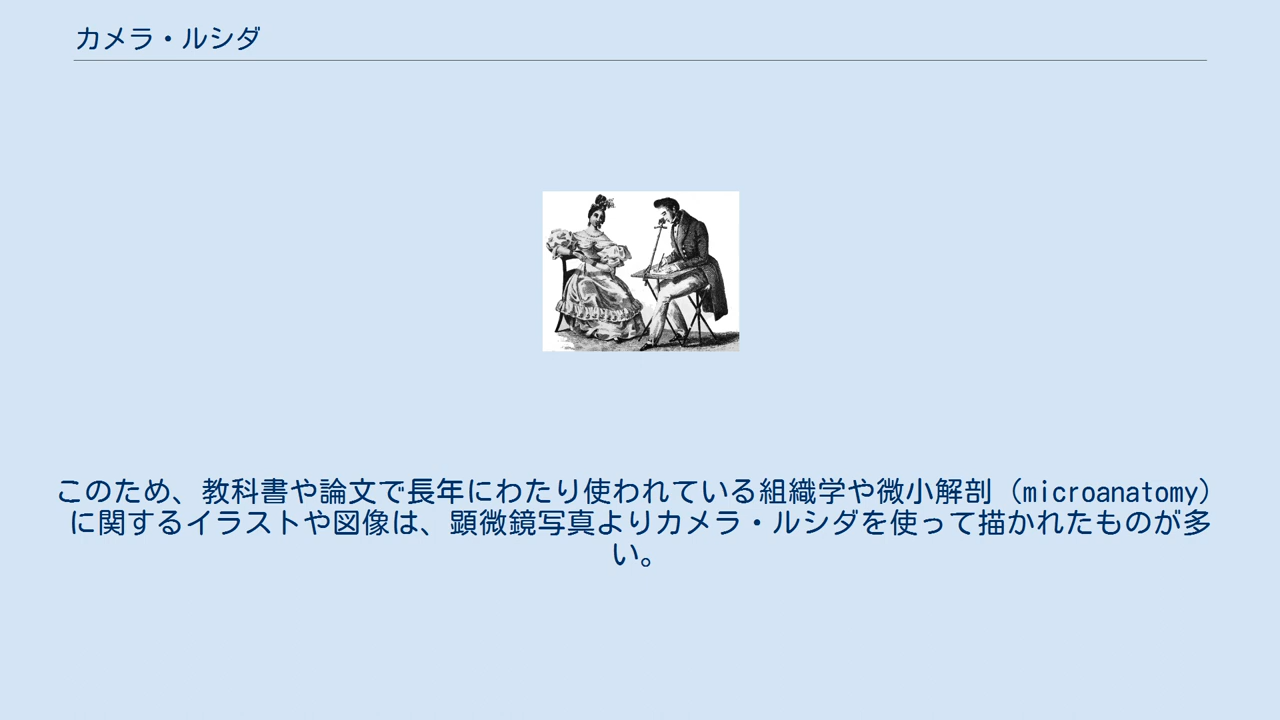 カメラ・ルシダ
このため、教科書や論文で長年にわたり使われている組織学や微小解剖（microanatomy）
に関するイラストや図像は、顕微鏡写真よりカメラ・ルシダを使って描かれたものが多
い。